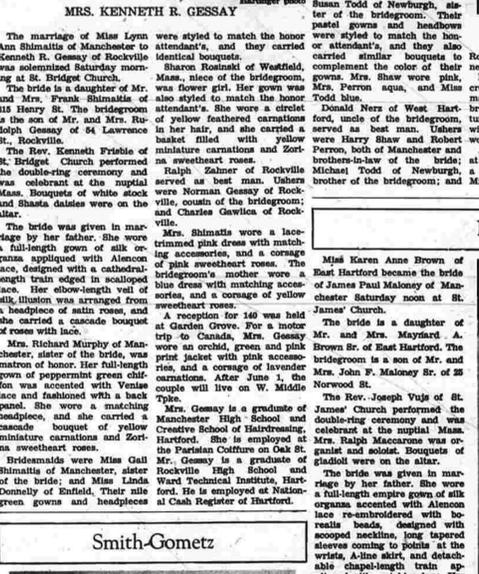 MRS. KENNETH R. GESSAY
The marriage of Miss Lynn
Ann Shimaitis of Manchester to
Kenneth R. Gessay of Rockville
was solemnized Saturday morn-
ing at St. Bridget Church.
The bride is a daughter of Mr.
and Mrs. Frank Shimaitis of
115 Henry St. The bridegroom
is the son of Mr. and Mrs. Ru-
dolph Gessay of 54 Lawrence
St., Rockville.
The Rev. Kenneth Frisbie of
St. Bridget Church performed
the double-ring ceremony and
was celebrant at the nuptial
Mass. Bouquets of white stock
and Shasta daisies were on the
altar.
The bride was given in mar-
riage by her father. She wore
a full-length gown of silk or-
ganza appliqued with Alencon
lace, designed with a cathedral-
length train edged in scalloped
lace. Her elbow-length veil of
silk illusion was arranged from
a headpiece of satin roses, and
she carried a cascade bouquet
of roses with lace.
Mrs. Richard Murphy of Man-
chester, sister of the bride, was
matron of honor. Her full-length
gown of peppermint green chif-
fon was accented with Venise
lace and fashioned with a back
panel. She wore a matching
headpiece, and she carried a
cascade bouquet of yellow
miniature carnations and Zori-
na sweetheart roses.
Bridesmaids were Miss Gail
Shimaitis of Manchester, sister
of the bride; and Miss Linda
Donnelly of Enfield, Their nile
green gowns and headpieces
were styled to match the honor
attendant's, and they carried
identical bouquets.
Sharon Rosinski of Westfield,
Mass., niece of the bridegroom,
was flower girl. Her gown was
also styled to match the honor
attendant's. She wore a circlet
of yellow feathered carnations
in her hair, and she carried a
basket filled with yellow
miniature carnations and Zori-
na sweetheart roses.
Ralph Zahner of Rockville
served as best man. Ushers
were Norman Gessay of Rock-
ville, cousin of the bridegroom;
and Charles Gawlica of Rock-
ville.
Mrs. Shimaitis wore a lace-
trimmed pink dress with match-
ing accessories, and a corsage
of pink sweetheart roses. The
bridegroom's mother wore a
blue dress with matching acces-
sories, and a corsage of yellow
sweetheart roses.
A reception for 140 was held
at Garden Grove. For a motor
trip to Canada, Mrs. Gessay
wore an orchid, green and pink
print jacket with pink accesso-
ries, and a corsage of lavender
carnations. After June 1, the
couple will live on W. Middle
Tpke.
Mrs. Gessay is a graduate of
Manchester High School and
Creative School of Hairdressing,
Hartford. She is employed at
the Parisian Coiffure on Oak St.
Mr. Gessay is a graduate of
Rockville High School and
Ward Technical Institute, Hart-
ford. He is employed at Nation-
al Cash Register of Hartford.
Smith-Gometz
Susan Todd of Newburgh, sis-
ter of the bridegroom. Their
pastel gowns and headbows
were styled to match the hon-
or attendant's, and they also
carried similar bouquets to
complement the color of their
gowns. Mrs. Shaw wore pink,
Mrs. Perron aqua, and Miss
Todd blue.
Donald Ners of West Hart-
ford, uncle of the bridegroom,
served as best man. Ushers
were Harry Shaw and Robert
Perron, both of Manchester and
brothers-in-law of the bride;
Michael Todd of Newburgh, a
brother of the bridegroom; and
Miss Karen Anne Brown of
East Hartford became the bride
of James Paul Maloney of Man-
chester Saturday noon at St.
James' Church.
The bride is a daughter of
Mr. and Mrs. Maynard A.
Brown Sr. of East Hartford. The
bridegroom is a son of Mr. and
Mrs. John F. Maloney Sr. of 25
Norwood St.
The Rev. Joseph Vujs of St.
James' Church performed the
double-ring ceremony and was
celebrant at the nuptial Mass.
Mrs. Ralph Maccarone was or-
ganist and soloist. Bouquets of
gladioli were on the altar.
The bride was given in mar-
riage by her father. She wore
a full-length empire gown of silk
organza accented with Alencon
lace re-embroidered with bo-
realis beads, designed with
scooped neckline, long tapered
sleeves coming to points at the
wrists, A-line skirt, and detach-
able chapel-length train ap-